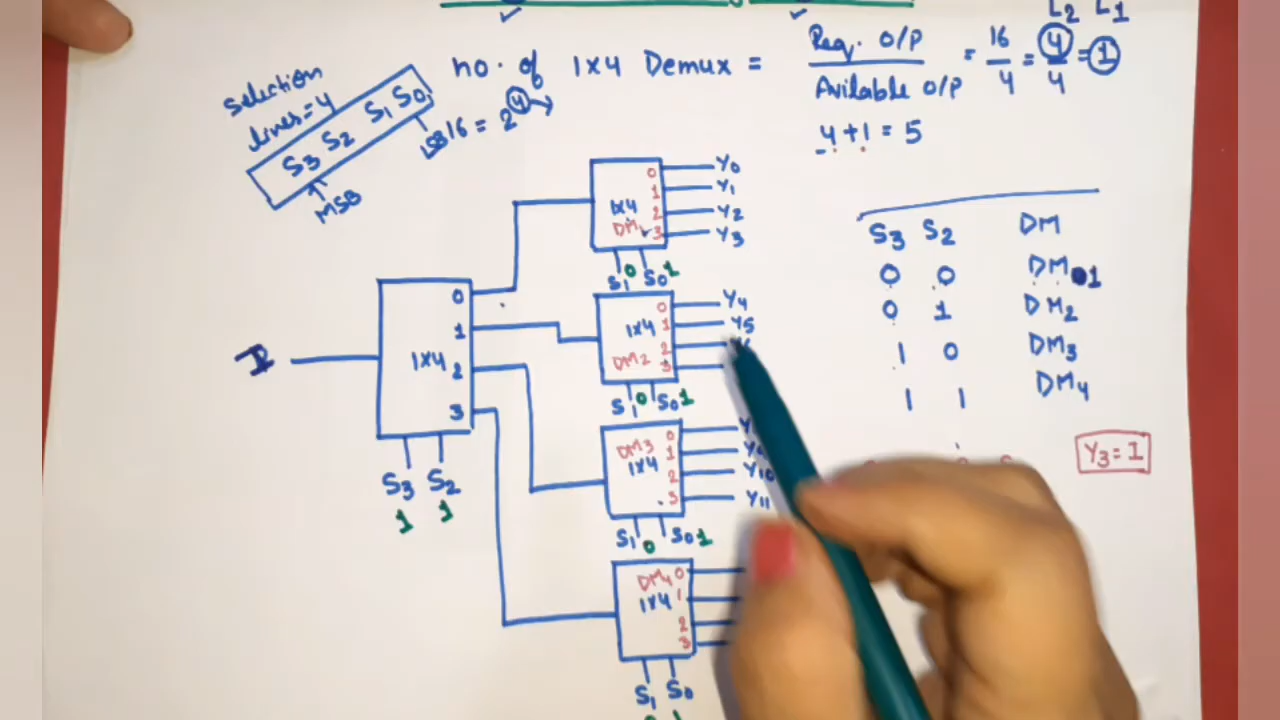 L2 L1
no. of 1x4 Demux = Req. O/P / Avilable O/P = 16/4 = 4/4 = 1
4+1 = 5
Selection
lines = 4
S3 S2 S1 S0
MSB
LSB
16 = 2^4 →
I
1x4
0
1
2
3
S3 S2
1 1
1x4
DM1
0
1
2
3
Y0
Y1
Y2
Y3
S1 0 S0 1
1x4
DM2
0
1
2
3
Y4
Y5
S1 0 S0 1
DM3
1x4
0
1
2
3
Y10
Y11
S1 0 S0 1
DM4
1x4
0
1
2
3
S1 S0
S3 S2 DM
0 0 DM 1
0 1 DM2
1 0 DM3
1 1 DM4
Y3 = 1